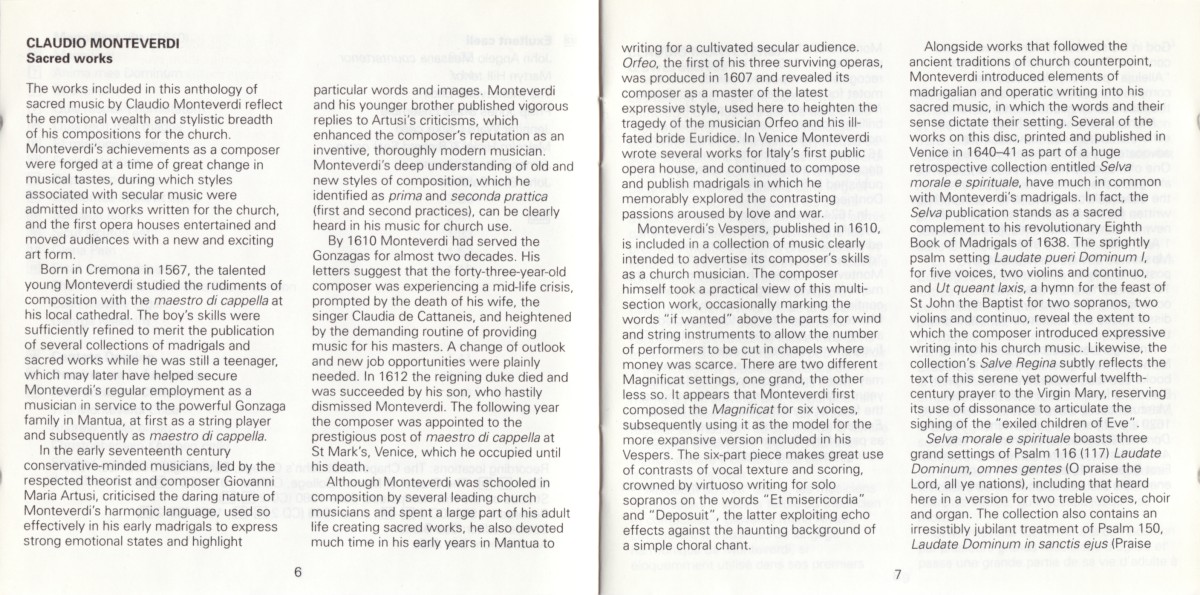 CLAUDIO MONTEVERDI
Sacred works
The works included in this anthology of
sacred music by Claudio Monteverdi reflect
the emotional wealth and stylistic breadth
of his compositions for the church.
Monteverdi's achievements as a composer
were forged at a time of great change in
musical tastes, during which styles
associated with secular music were
admitted into works written for the church,
and the first opera houses entertained and
moved audiences with a new and exciting
art form.
Born in Cremona in 1567, the talented
young Monteverdi studied the rudiments of
composition with the maestro di cappella at
his local cathedral. The boy's skills were
sufficiently refined to merit the publication
of several collections of madrigals and
sacred works while he was still a teenager,
which may later have helped secure
Monteverdi's regular employment as a
musician in service to the powerful Gonzaga
family in Mantua, at first as a string player
and subsequently as maestro di cappella.
In the early seventeenth century
conservative-minded musicians, led by the
respected theorist and composer Giovanni
Maria Artusi, criticised the daring nature of
Monteverdi's harmonic language, used so
effectively in his early madrigals to express
strong emotional states and highlight
particular words and images. Monteverdi
and his younger brother published vigorous
replies to Artusi's criticisms, which
enhanced the composer's reputation as an
inventive, thoroughly modern musician.
Monteverdi's deep understanding of old and
new styles of composition, which he
identified as prima and seconda prattica
(first and second practices), can be clearly
heard in his music for church use.
By 1610 Monteverdi had served the
Gonzagas for almost two decades. His
letters suggest that the forty-three-year-old
composer was experiencing a mid-life crisis,
prompted by the death of his wife, the
singer Claudia de Cattaneis, and heightened
by the demanding routine of providing
music for his masters. A change of outlook
and new job opportunities were plainly
needed. In 1612 the reigning duke died and
was succeeded by his son, who hastily
dismissed Monteverdi. The following year
the composer was appointed to the
prestigious post of maestro di cappella at
St Mark's, Venice, which he occupied until
his death.
Although Monteverdi was schooled in
composition by several leading church
musicians and spent a large part of his adult
life creating sacred works, he also devoted
much time in his early years in Mantua to
6
writing for a cultivated secular audience.
Orfeo, the first of his three surviving operas,
was produced in 1607 and revealed its
composer as a master of the latest
expressive style, used here to heighten the
tragedy of the musician Orfeo and his ill-
fated bride Euridice. In Venice Monteverdi
wrote several works for Italy's first public
opera house, and continued to compose
and publish madrigals in which he
memorably explored the contrasting
passions aroused by love and war.
Monteverdi's Vespers, published in 1610,
is included in a collection of music clearly
intended to advertise its composer's skills
as a church musician. The composer
himself took a practical view of this multi-
section work, occasionally marking the
words "if wanted" above the parts for wind
and string instruments to allow the number
of performers to be cut in chapels where
money was scarce. There are two different
Magnificat settings, one grand, the other
less so. It appears that Monteverdi first
composed the Magnificat for six voices,
subsequently using it as the model for the
more expansive version included in his
Vespers. The six-part piece makes great use
of contrasts of vocal texture and scoring,
crowned by virtuoso writing for solo
sopranos on the words "Et misericordia"
and "Deposuit", the latter exploiting echo
effects against the haunting background of
a simple choral chant.
Alongside works that followed the
ancient traditions of church counterpoint,
Monteverdi introduced elements of
madrigalian and operatic writing into his
sacred music, in which the words and their
sense dictate their setting. Several of the
works on this disc, printed and published in
Venice in 1640–41 as part of a huge
retrospective collection entitled Selva
morale e spirituale, have much in common
with Monteverdi's madrigals. In fact, the
Selva publication stands as a sacred
complement to his revolutionary Eighth
Book of Madrigals of 1638. The sprightly
psalm setting Laudate pueri Dominum I,
for five voices, two violins and continuo,
and Ut queant laxis, a hymn for the feast of
St John the Baptist for two sopranos, two
violins and continuo, reveal the extent to
which the composer introduced expressive
writing into his church music. Likewise, the
collection's Salve Regina subtly reflects the
text of this serene yet powerful twelfth-
century prayer to the Virgin Mary, reserving
its use of dissonance to articulate the
sighing of the "exiled children of Eve".
Selva morale e spirituale boasts three
grand settings of Psalm 116 (117) Laudate
Dominum, omnes gentes (O praise the
Lord, all ye nations), including that heard
here in a version for two treble voices, choir
and organ. The collection also contains an
irresistibly jubilant treatment of Psalm 150,
Laudate Dominum in sanctis ejus (Praise
7